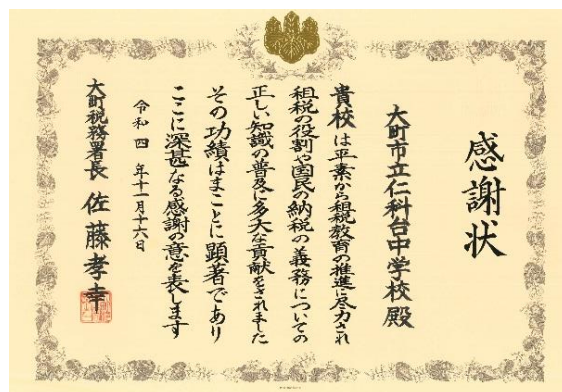 感謝状
大町市立仁科台中学校殿
貴校は平素から租税教育の推進に尽力され
租税の役割や国民の納税の義務についての
正しい知識の普及に多大な貢献をされました
その功績はまことに顕著であり
ここに深甚なる感謝の意を表します
令和四年十一月十六日
大町税務署長 佐藤孝幸